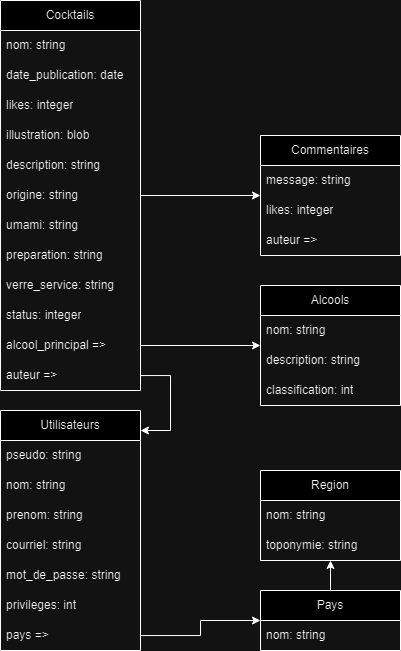 Cocktails
nom: string
date_publication: date
likes: integer
illustration: blob
description: string
origine: string
umami: string
preparation: string
verre_service: string
status: integer
alcool_principal =>
auteur =>
Commentaires
message: string
likes: integer
auteur =>
Alcools
nom: string
description: string
classification: int
Utilisateurs
pseudo: string
nom: string
prenom: string
courriel: string
mot_de_passe: string
privileges: int
pays =>
Region
nom: string
toponymie: string
Pays
nom: string